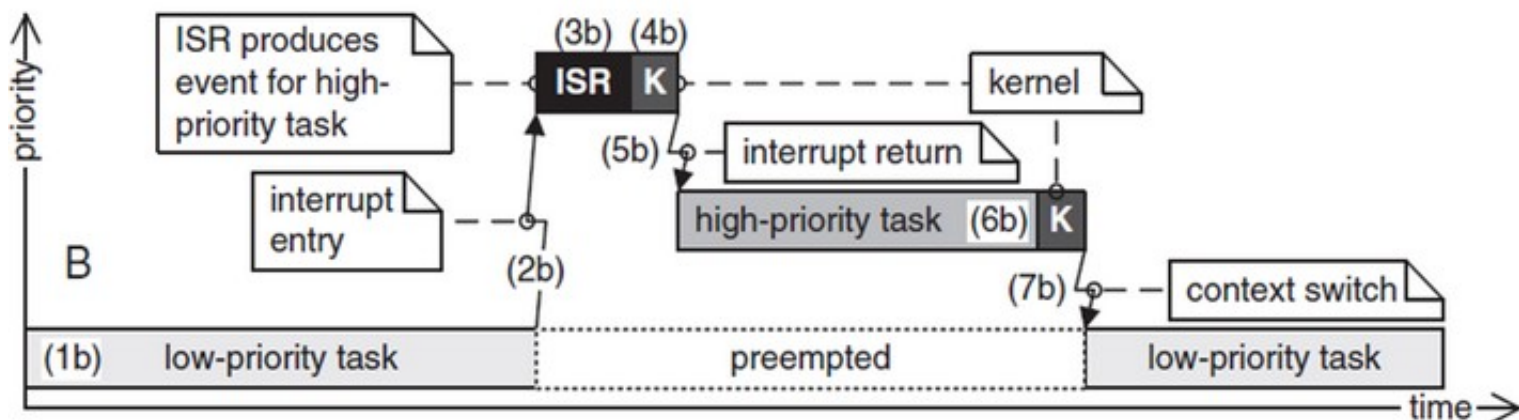 priority
ISR produces
event for high-
priority task
(3b) (4b)
ISR K
kernel
(5b)
interrupt return
interrupt
entry
high-priority task (6b) K
B
(2b)
(7b)
context switch
(1b) low-priority task
preempted
low-priority task
time